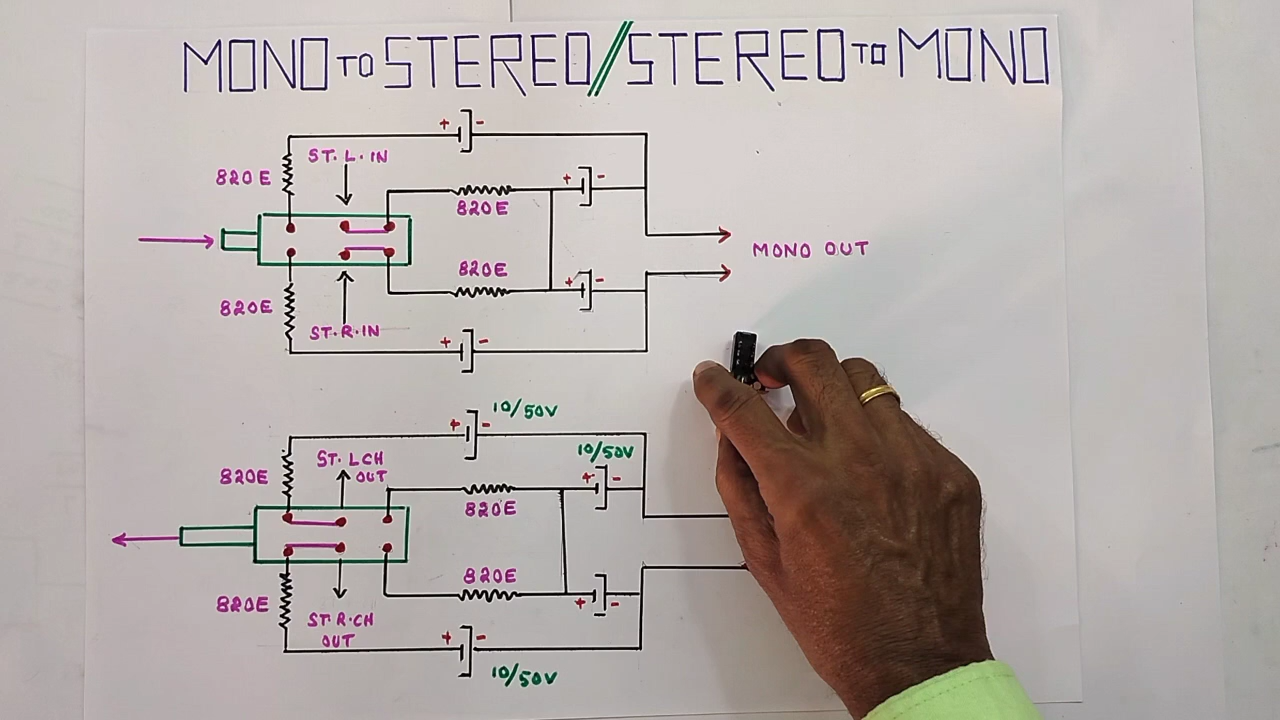 MONO TO STEREO/STEREO TO MONO
+ -
ST. L. IN
820E
+ -
820E
MONO OUT
820E
+ -
820E
ST. R. IN
+ -
10/50V
+ -
10/50V
ST. LCH
OUT
820E
+ -
820E
820E
820E
+ -
ST. R. CH
OUT
+ -
10/50V